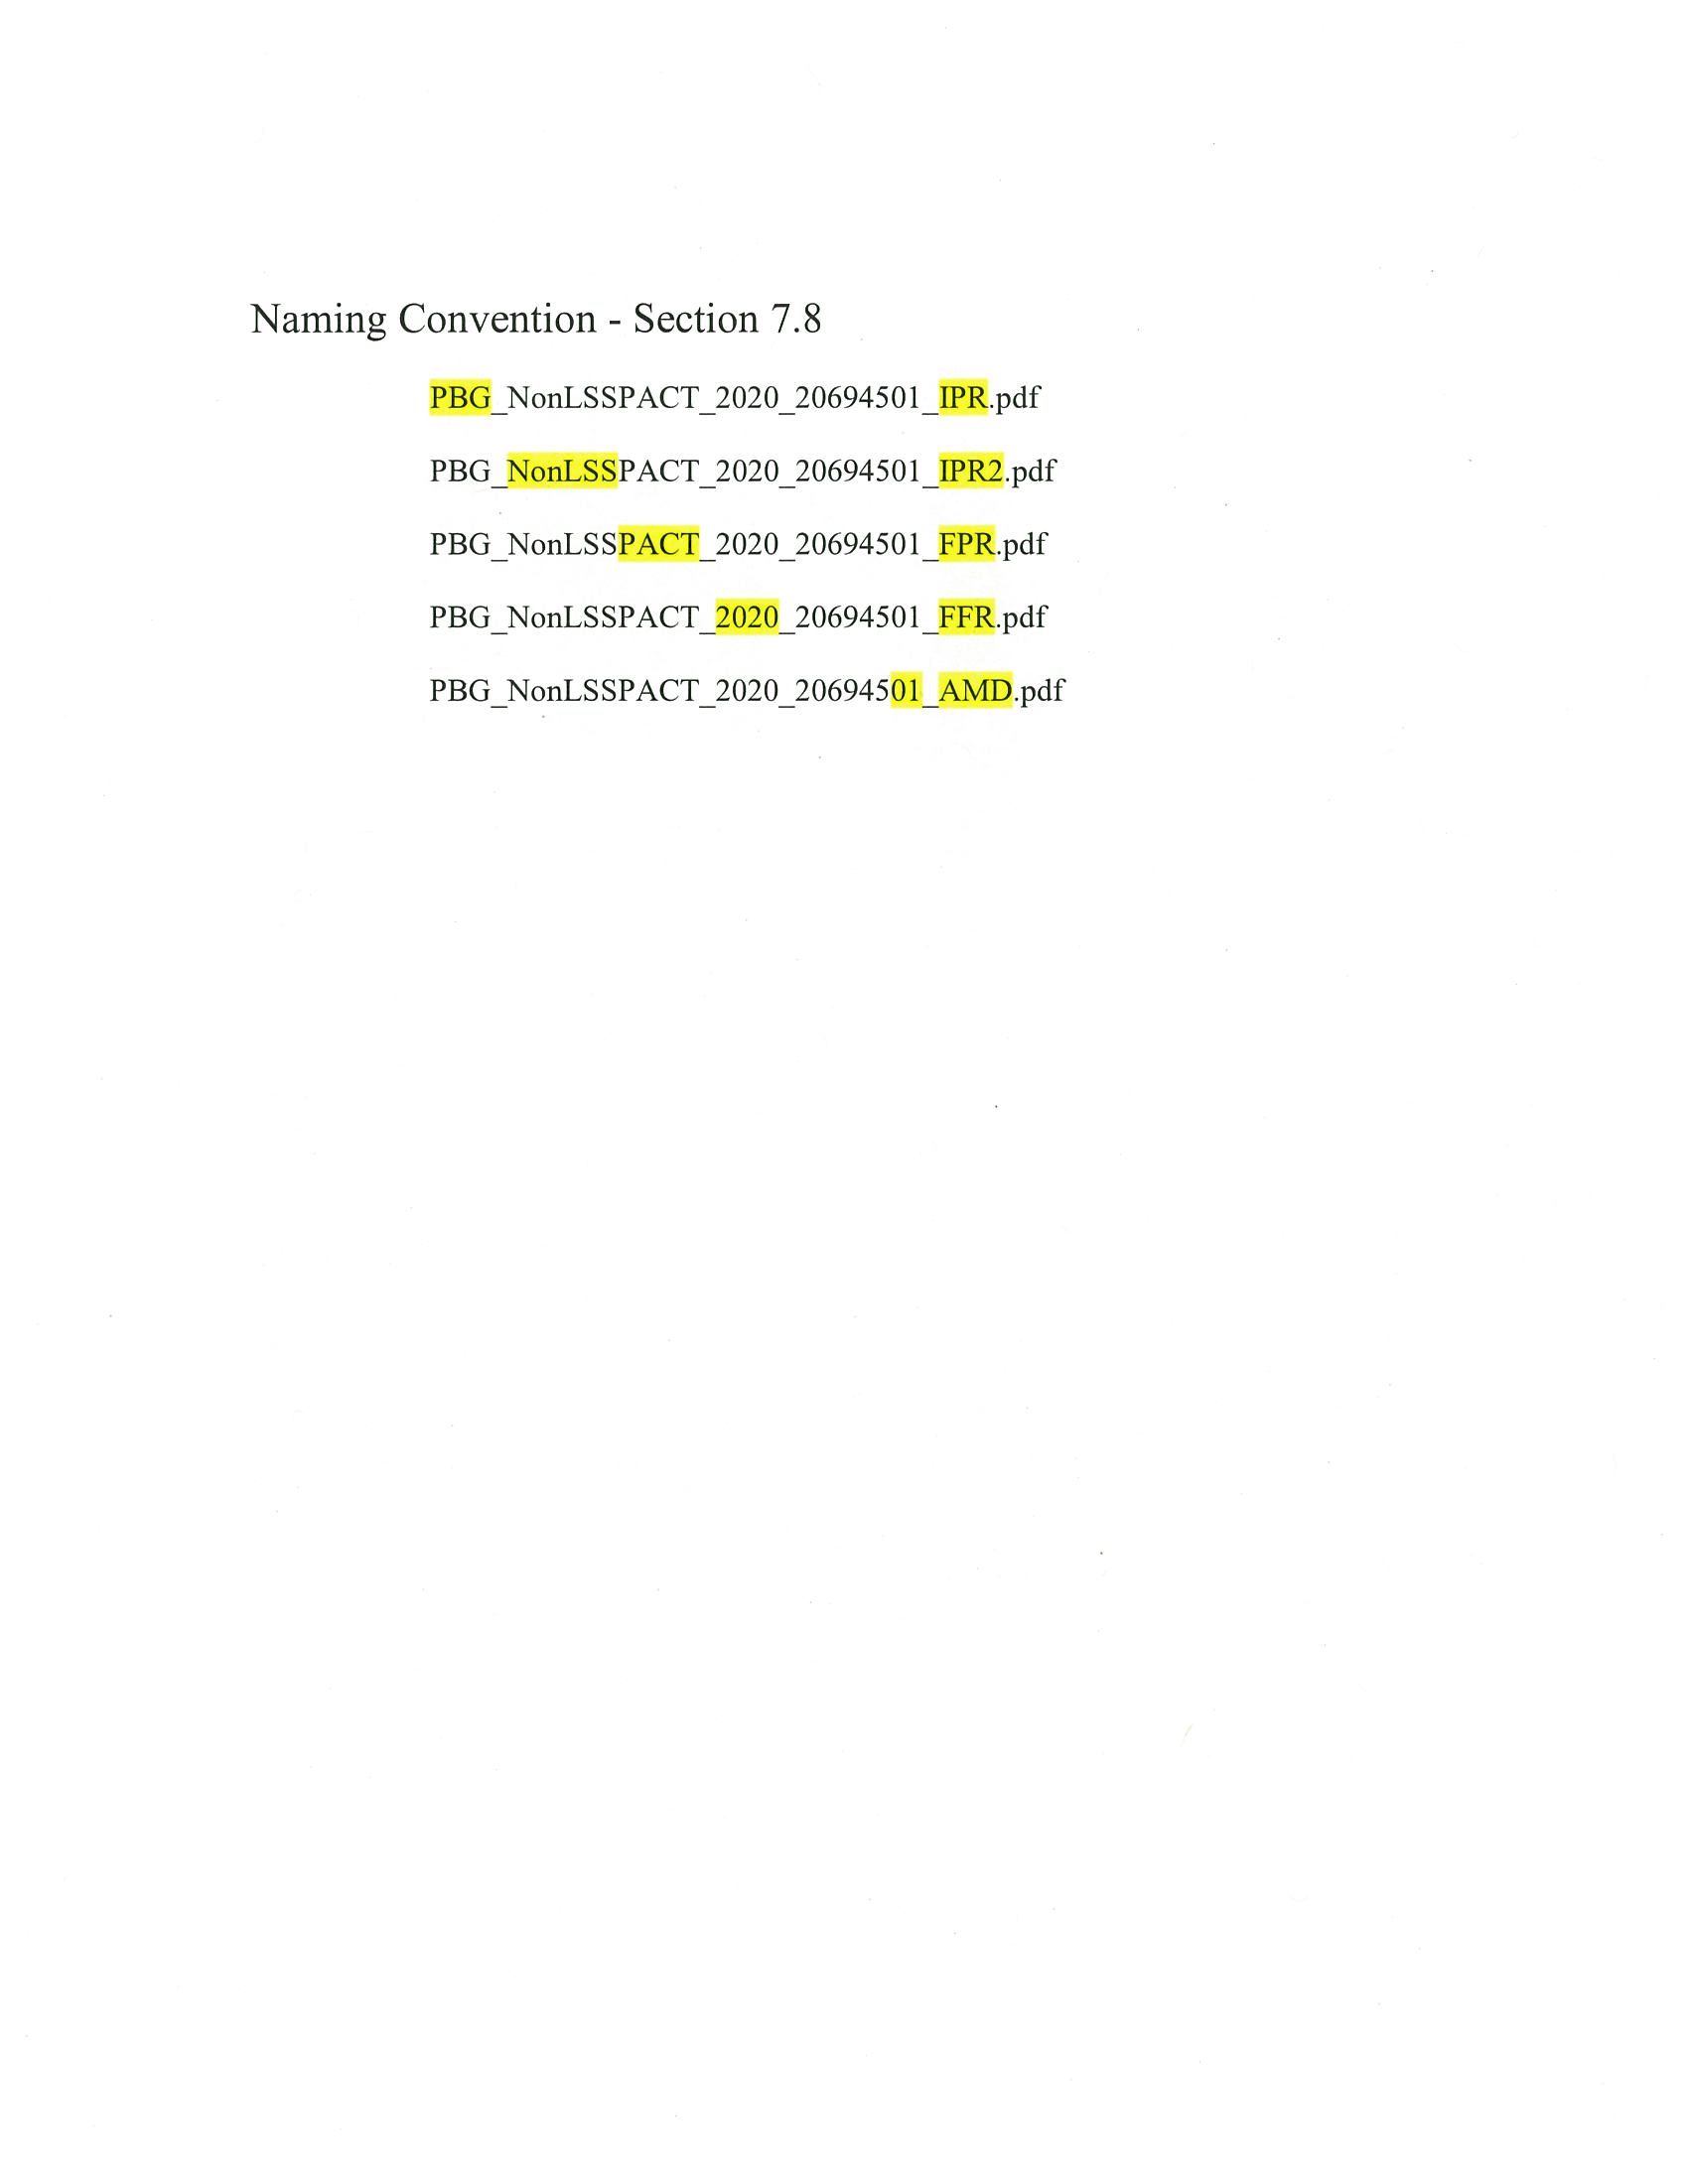 Naming Convention - Section 7.8
PBG_NonLSSPACT_2020_20694501_IPR.pdf
PBG_NonLSSPACT_2020_20694501_IPR2.pdf
PBG_NonLSSPACT_2020_20694501_FPR.pdf
PBG_NonLSSPACT_2020_20694501_FFR.pdf
PBG_NonLSSPACT_2020_20694501_AMD.pdf